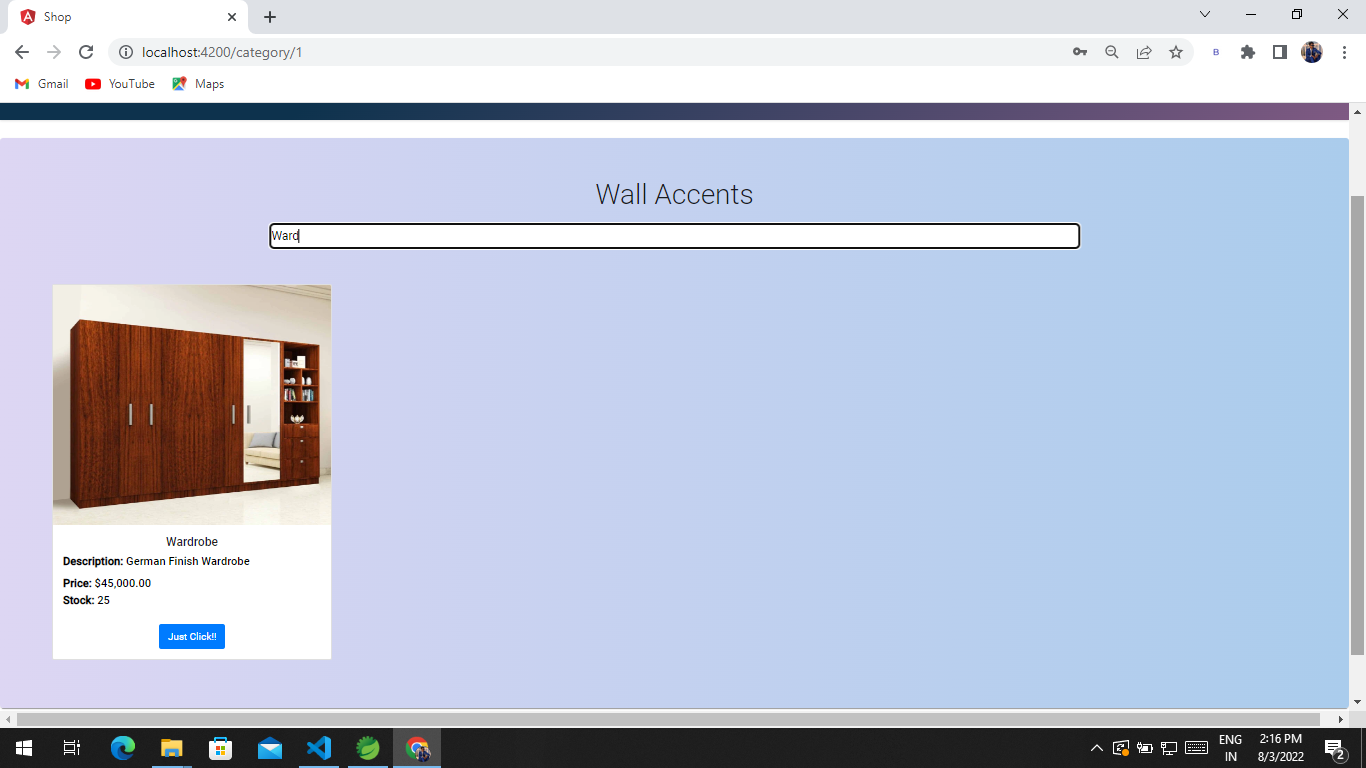 Shop
localhost:4200/category/1
B
Gmail
YouTube
Maps
Wall Accents
Ward
Wardrobe
Description: German Finish Wardrobe
Price: $45,000.00
Stock: 25
Just Click!!
ENG
IN
2:16 PM
8/3/2022
2